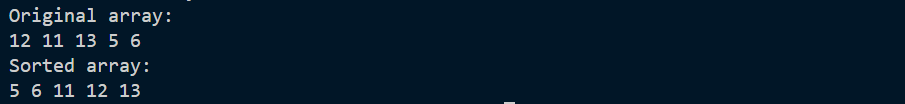 Original array:
12 11 13 5 6
Sorted array:
5 6 11 12 13